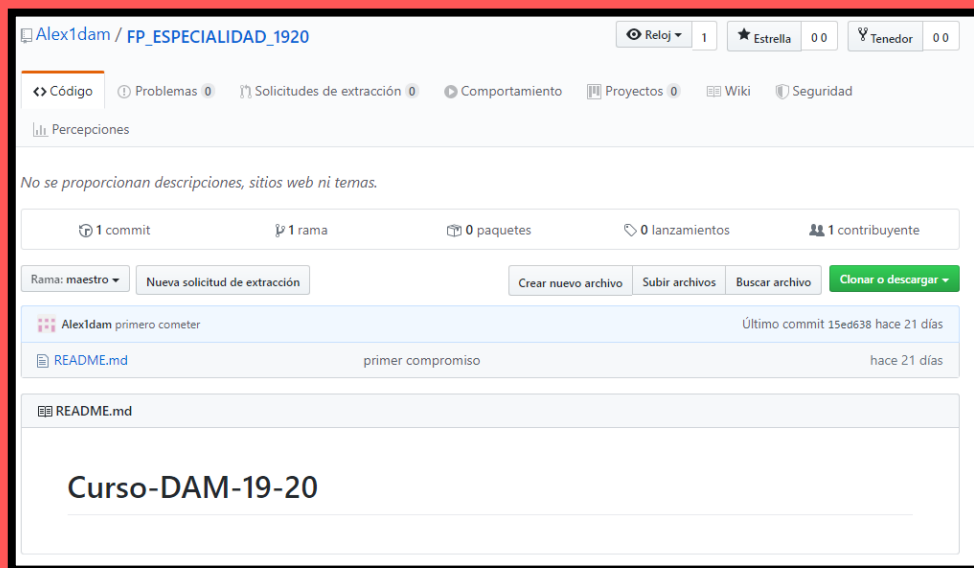 Alex1dam / FP_ESPECIALIDAD_1920 Reloj 1 Estrella 0 0 Tenedor 0 0
Código Problemas 0 Solicitudes de extracción 0 Comportamiento Proyectos 0 Wiki Seguridad
Percepciones
No se proporcionan descripciones, sitios web ni temas.
1 commit 1 rama 0 paquetes 0 lanzamientos 1 contribuyente
Rama: maestro Nueva solicitud de extracción Crear nuevo archivo Subir archivos Buscar archivo Clonar o descargar
Alex1dam primero cometer Último commit 15ed638 hace 21 días
README.md primer compromiso hace 21 días
README.md
Curso-DAM-19-20